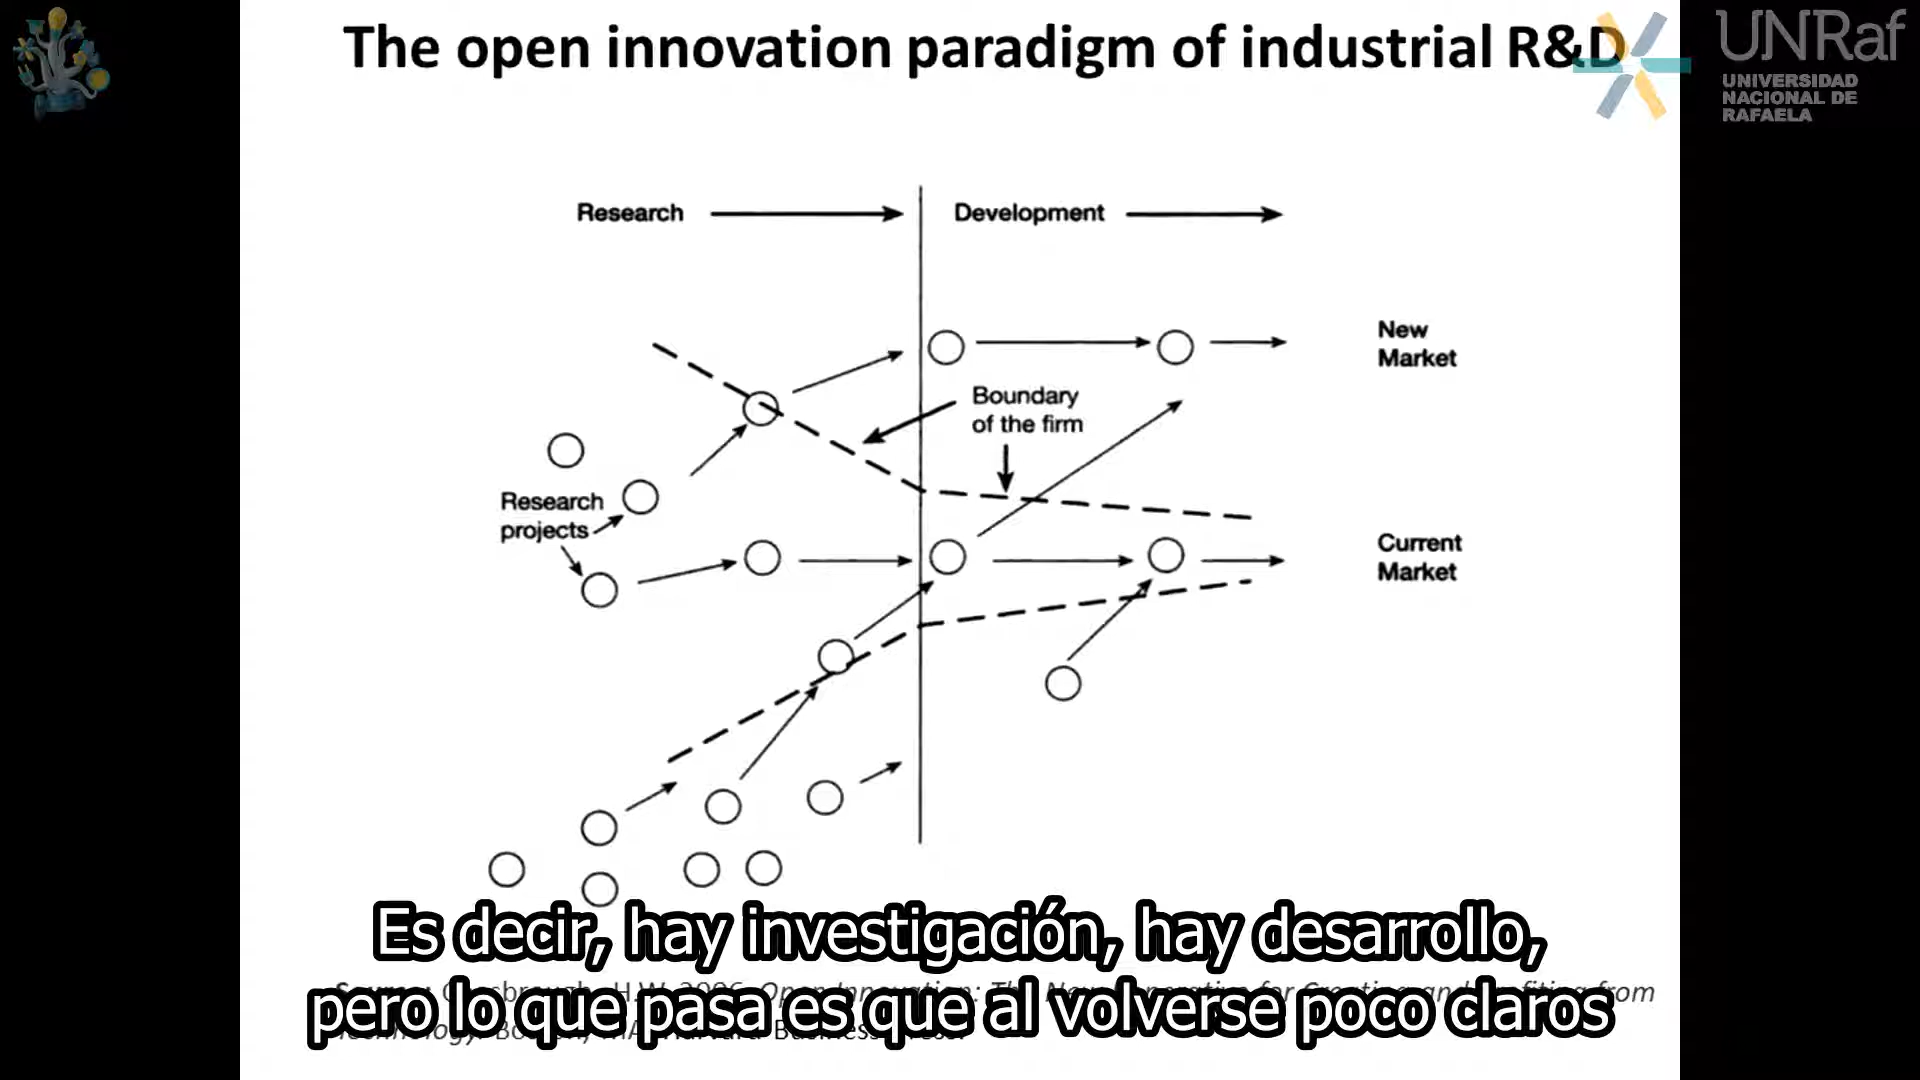 The open innovation paradigm of industrial R&D
UNRaf
UNIVERSIDAD
NACIONAL DE
RAFAELA
Research
Development
New
Market
Boundary
of the firm
Research
projects
Current
Market
Es decir, hay investigación, hay desarrollo,
pero lo que pasa es que al volverse poco claros